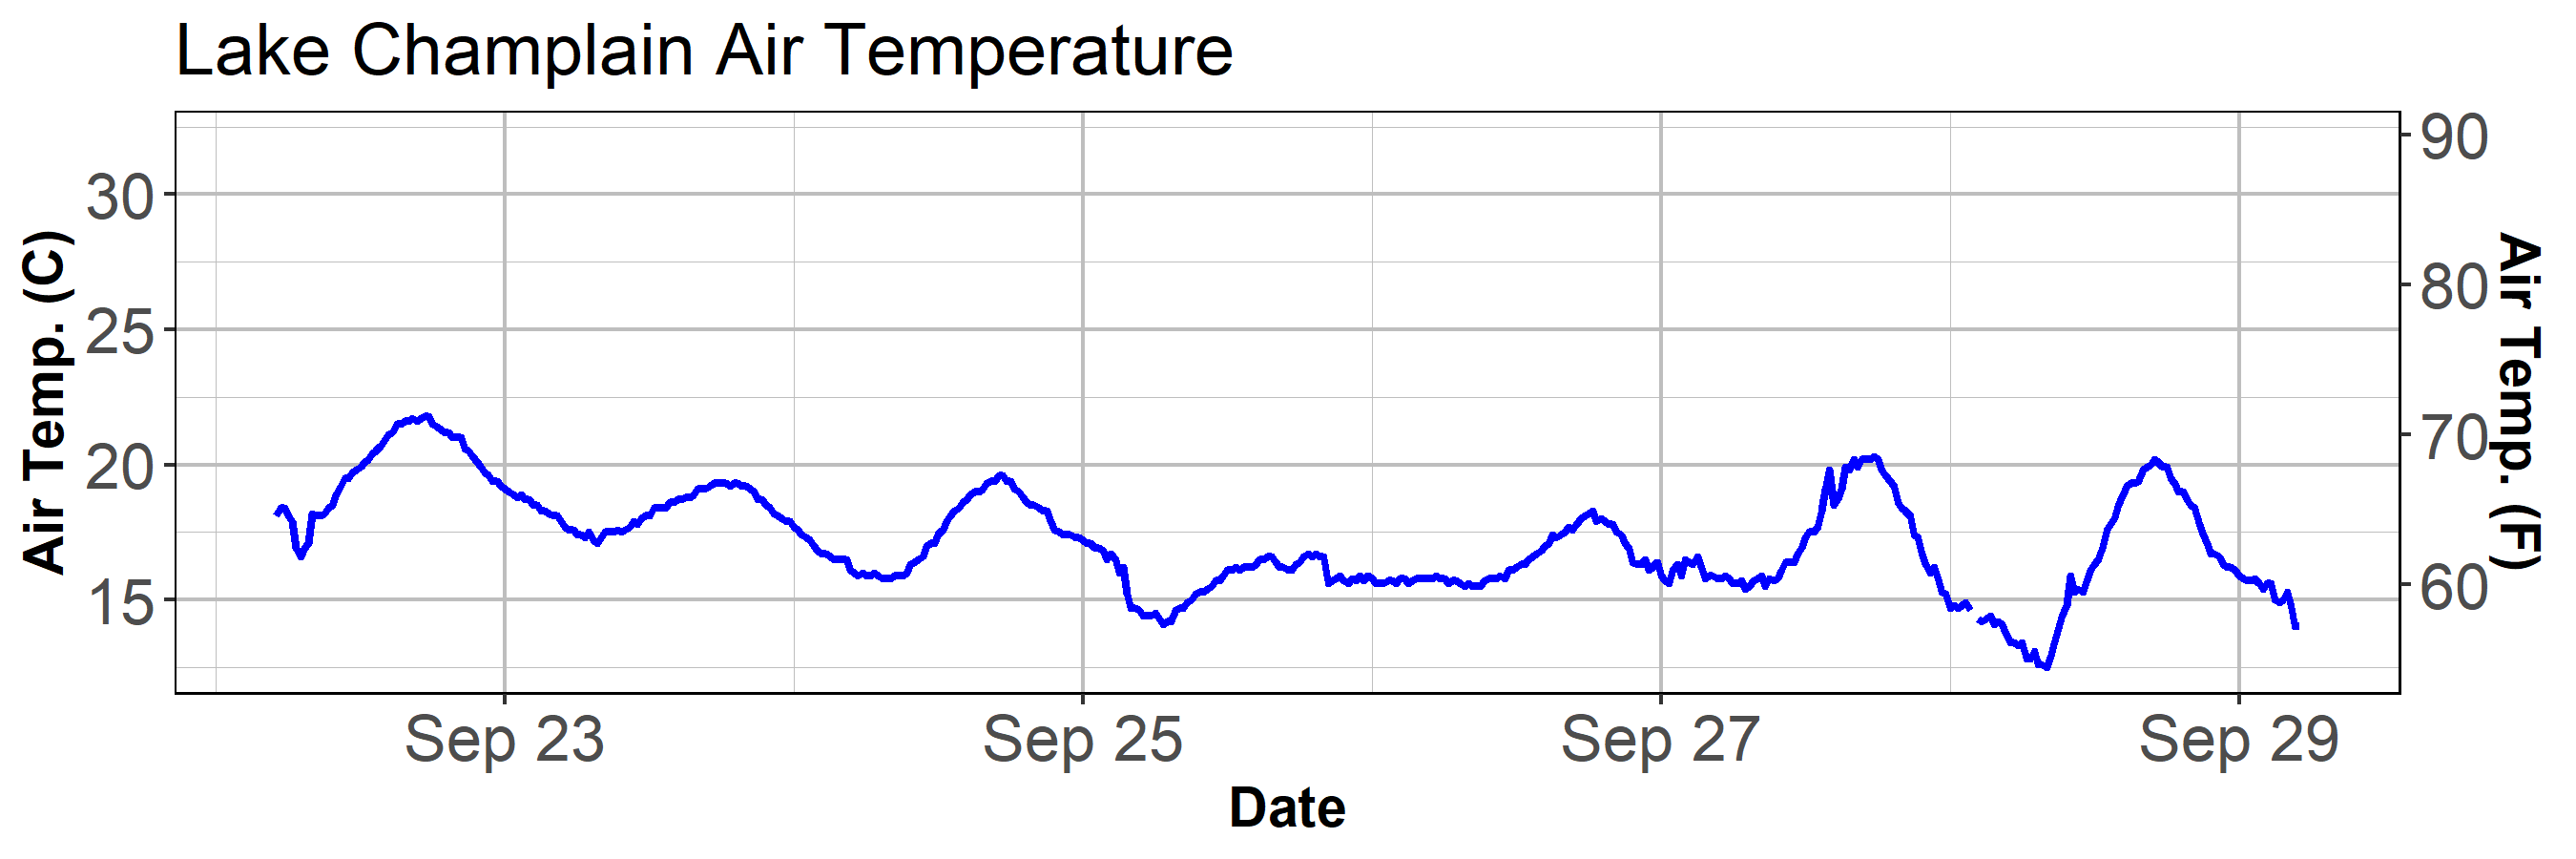 Lake Champlain Air Temperature
Air Temp. (C)
30
25
20
15
90
80
70
60
Air Temp. (F)
Sep 23
Sep 25
Sep 27
Sep 29
Date